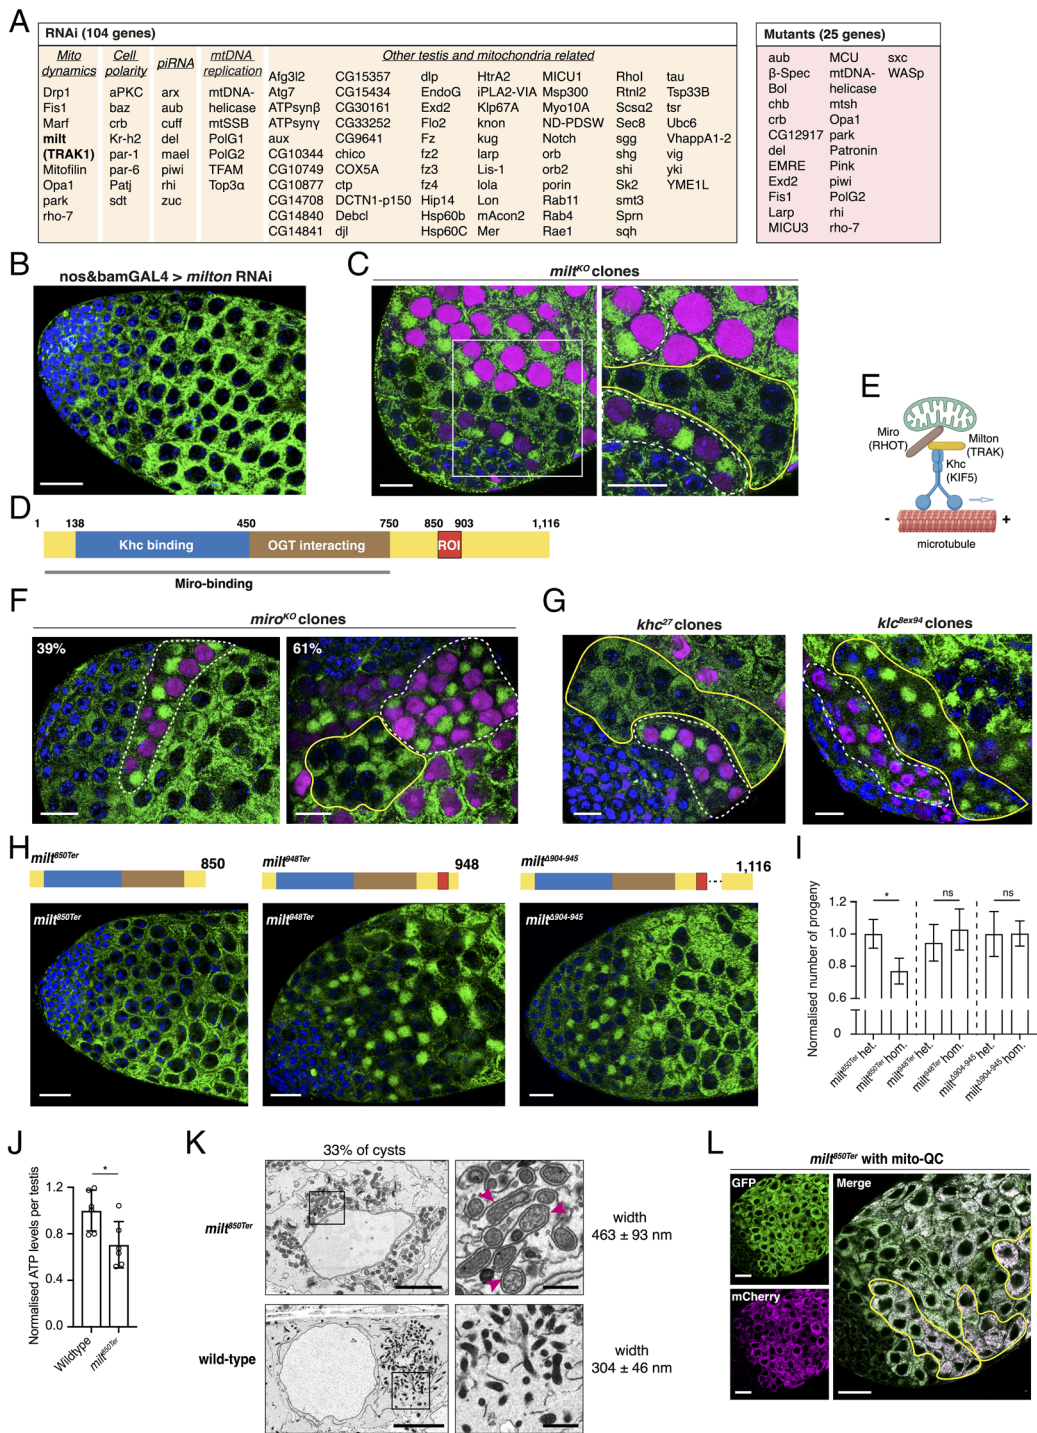 A
RNAi (104 genes)
Mito dynamics
Drp1
Fis1
Marf
milt
(TRAK1)
Mitofilin
Opa1
park
rho-7
Cell polarity
aPKC
baz
crb
Kr-h2
par-1
par-6
Patj
sdt
piRNA
arx
aub
cuff
del
mael
piwi
rhi
zuc
mtDNA replication
mtDNA-
helicase
mtSSB
PolG1
PolG2
TFAM
Top3α
Other testis and mitochondria related
Afg3l2
Atg7
ATPsynβ
ATPsynγ
aux
CG10344
CG10749
CG10877
CG14708
CG14840
CG14841
CG15357
CG15434
CG30161
CG33252
CG9641
chico
COX5A
ctp
DCTN1-p150
Debcl
djl
dlp
EndoG
Exd2
Flo2
Fz
fz2
fz3
fz4
Hip14
Hsp60b
Hsp60C
HtrA2
iPLA2-VIA
Klp67A
knon
kug
larp
Lis-1
lola
Lon
mAcon2
Mer
MICU1
Msp300
Myo10A
ND-PDSW
Notch
orb
orb2
porin
Rab11
Rab4
Rae1
Rhol
Rtnl2
Scsα2
Sec8
sgg
shg
shi
Sk2
smt3
Sprn
sqh
tau
Tsp33B
tsr
Ubc6
VhappA1-2
vig
yki
YME1L
Mutants (25 genes)
aub
β-Spec
Bol
chb
crb
CG12917
del
EMRE
Exd2
Fis1
Larp
MICU3
MCU
mtDNA-
helicase
mtsh
Opa1
park
Patronin
Pink
piwi
PolG2
rhi
rho-7
sxc
WASp
B
nos&bamGAL4 > milton RNAi
C
milt^KO clones
D
1 138 450 750 850 903 1,116
Khc binding OGT interacting ROI
Miro-binding
E
Miro
(RHOT)
Milton
(TRAK)
Khc
(KIF5)
- +
microtubule
F
miro^KO clones
39% 61%
G
khc^27 clones klc^8ex94 clones
H
milt^850Ter 850
milt^948Ter 948
milt^Δ904-945 1,116
milt^850Ter milt^948Ter milt^Δ904-945
I
Normalised number of progeny
* ns ns
1.2
1.0
0.8
0.6
0
milt^850Ter het.
milt^850Ter hom.
milt^948Ter het.
milt^948Ter hom.
milt^Δ904-945 het.
milt^Δ904-945 hom.
J
Normalised ATP levels per testis
*
1.2
0.8
0.4
0.0
Wildtype
milt^850Ter
K
33% of cysts
milt^850Ter
width
463 ± 93 nm
wild-type
width
304 ± 46 nm
L
milt^850Ter with mito-QC
GFP Merge
mCherry